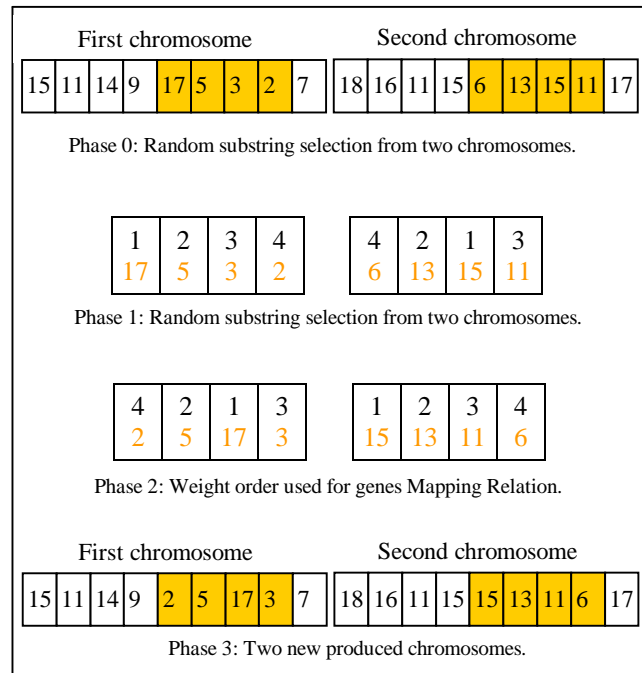 First chromosome Second chromosome
15 11 14 9 17 5 3 2 7 18 16 11 15 6 13 15 11 17
Phase 0: Random substring selection from two chromosomes.
1 2 3 4 4 2 1 3
17 5 3 2 6 13 15 11
Phase 1: Random substring selection from two chromosomes.
4 2 1 3 1 2 3 4
2 5 17 3 15 13 11 6
Phase 2: Weight order used for genes Mapping Relation.
First chromosome Second chromosome
15 11 14 9 2 5 17 3 7 18 16 11 15 15 13 11 6 17
Phase 3: Two new produced chromosomes.